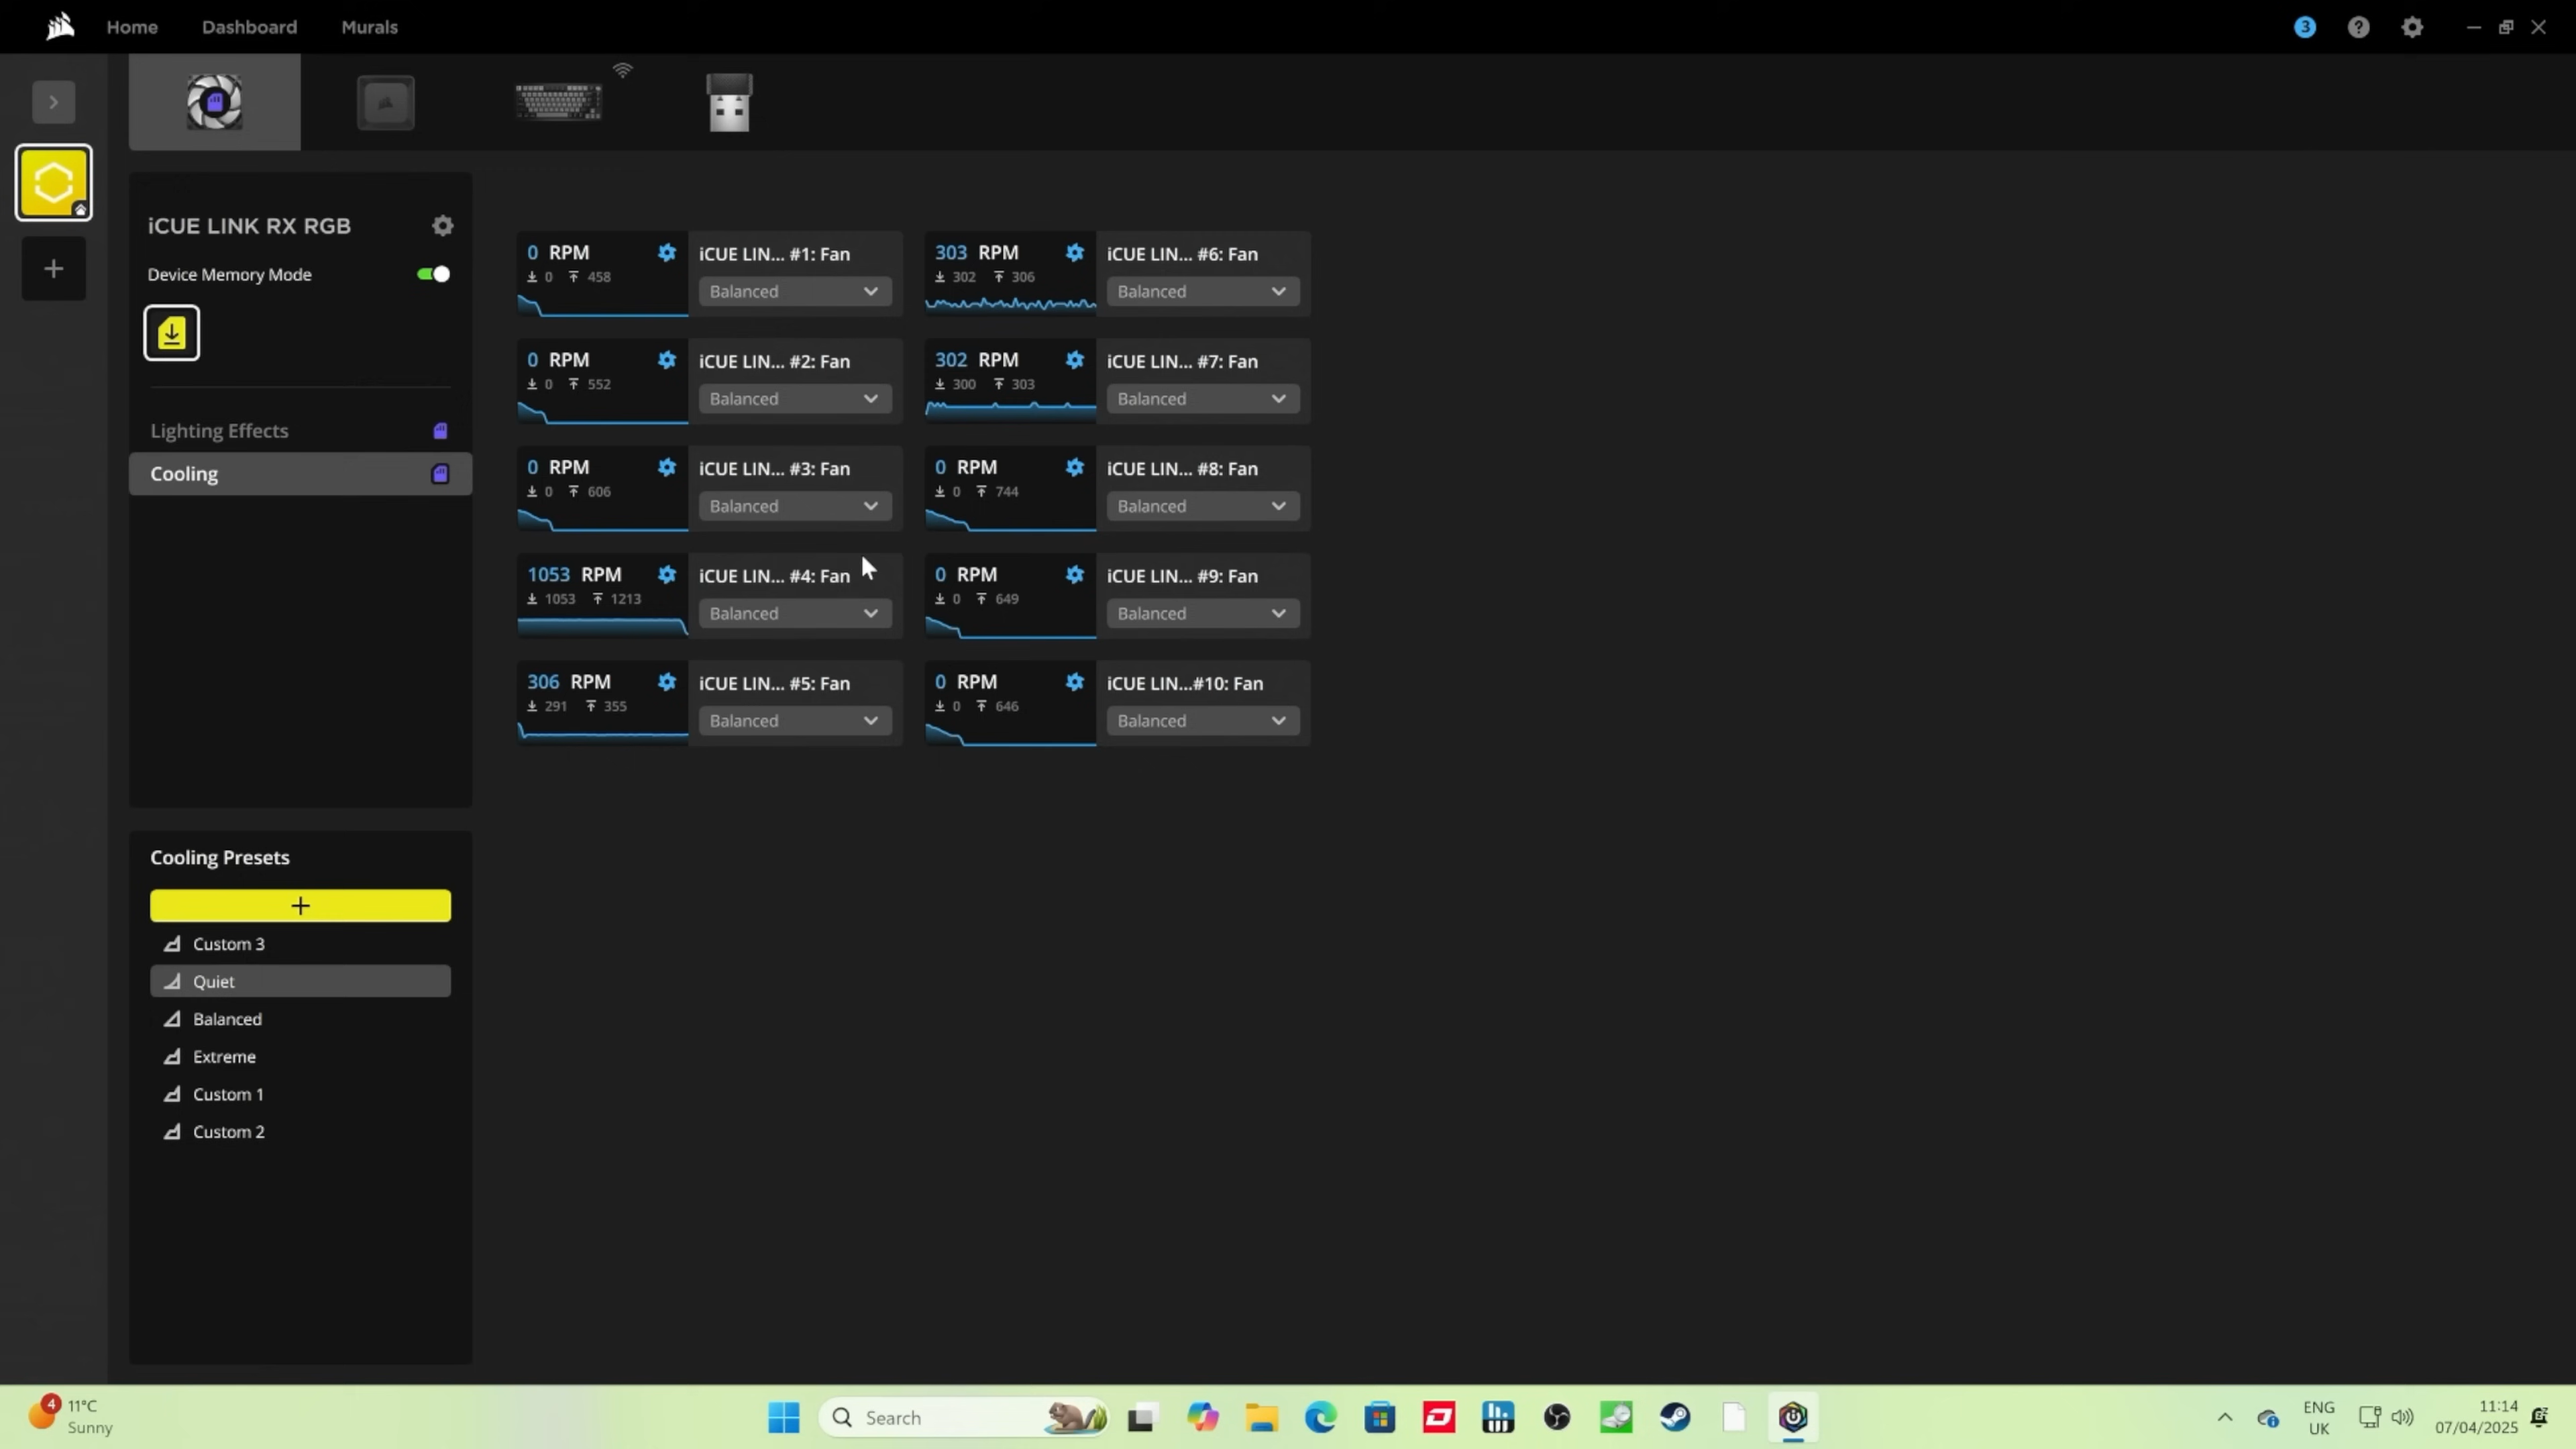 Home Dashboard Murals
3
iCUE LINK RX RGB
Device Memory Mode
Lighting Effects
Cooling
0 RPM
0 458
iCUE LIN... #1: Fan
Balanced
303 RPM
302 306
iCUE LIN... #6: Fan
Balanced
0 RPM
0 552
iCUE LIN... #2: Fan
Balanced
302 RPM
300 303
iCUE LIN... #7: Fan
Balanced
0 RPM
0 606
iCUE LIN... #3: Fan
Balanced
0 RPM
0 744
iCUE LIN... #8: Fan
Balanced
1053 RPM
1053 1213
iCUE LIN... #4: Fan
Balanced
0 RPM
0 649
iCUE LIN... #9: Fan
Balanced
306 RPM
291 355
iCUE LIN... #5: Fan
Balanced
0 RPM
0 646
iCUE LIN...#10: Fan
Balanced
Cooling Presets
+
Custom 3
Quiet
Balanced
Extreme
Custom 1
Custom 2
4
11°C
Sunny
Search
ENG
UK
11:14
07/04/2025